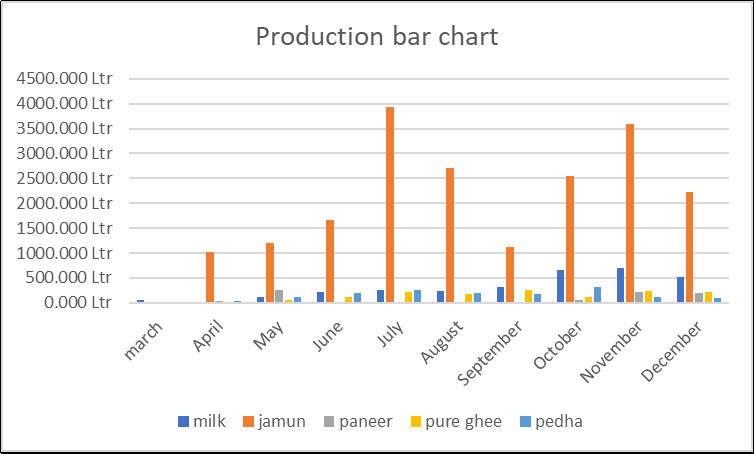 Production bar chart
4500.000 Ltr
4000.000 Ltr
3500.000 Ltr
3000.000 Ltr
2500.000 Ltr
2000.000 Ltr
1500.000 Ltr
1000.000 Ltr
500.000 Ltr
0.000 Ltr
march April May June July August September October November December
milk jamun paneer pure ghee pedha